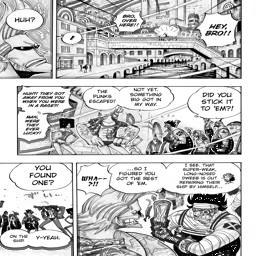 HEY,
BRO!!
BRO,
OVER
HERE!!
!
HUH?
DID YOU
STICK IT
TO 'EM?!
NOT YET.
SOMETHING
BIG GOT IN
MY WAY.
THE
PUNKS
ESCAPED!
HUH?! THEY GOT
AWAY FROM YOU
WHEN YOU WERE
IN A RAGE?!
MAN,
WERE
THEY
EVER
LUCKY!
I SEE. THAT
SUPER-WEAK,
LONG-NOSED
DWEEB IS OUT
REPAIRING THEIR
SHIP BY HIMSELF...
...SO I
FIGURED YOU
GOT THE REST
OF 'EM.
WHA--
?!!
YOU
FOUND
ONE?
Y-YEAH.
ON THE
SHIP.